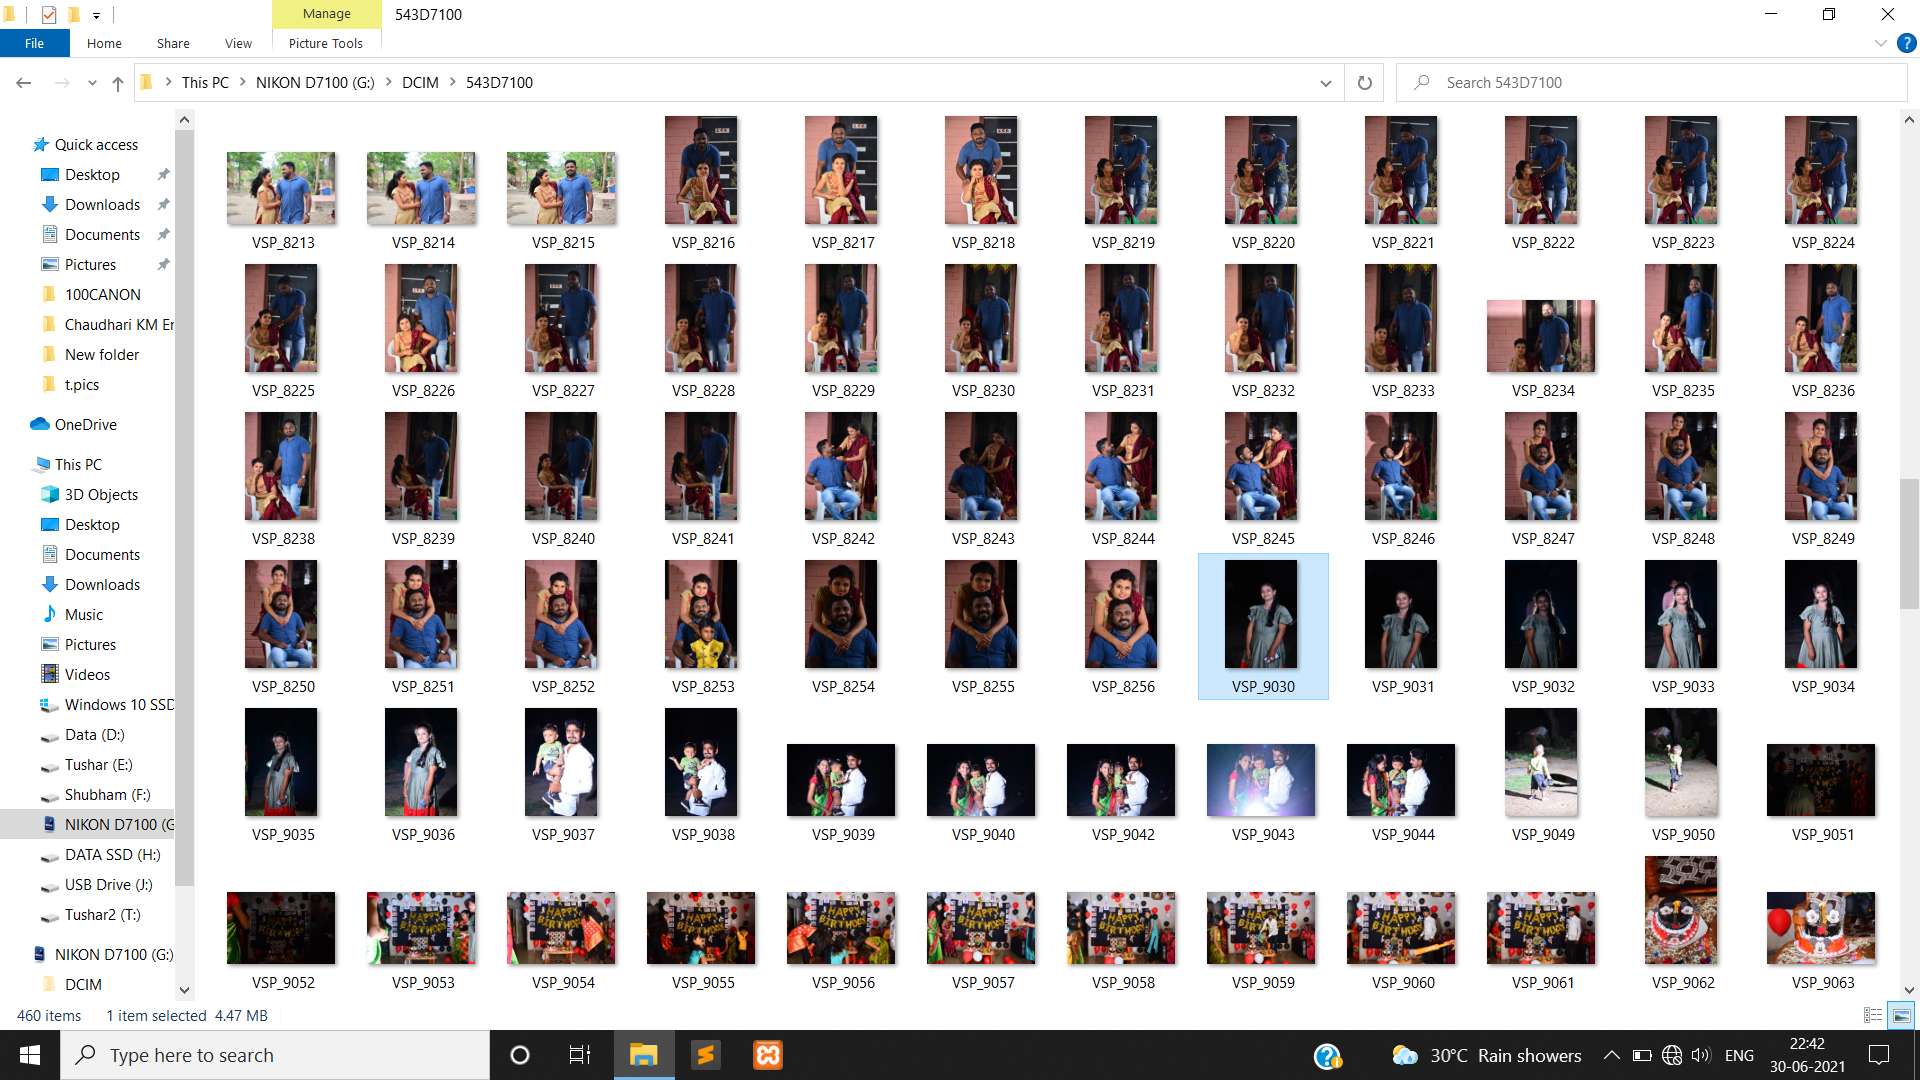 Manage
543D7100
File
Home
Share
View
Picture Tools
This PC
NIKON D7100 (G:)
DCIM
543D7100
Search 543D7100
Quick access
Desktop
Downloads
Documents
Pictures
100CANON
Chaudhari KM Er
New folder
t.pics
OneDrive
This PC
3D Objects
Desktop
Documents
Downloads
Music
Pictures
Videos
Windows 10 SSD
Data (D:)
Tushar (E:)
Shubham (F:)
NIKON D7100 (G
DATA SSD (H:)
USB Drive (J:)
Tushar2 (T:)
NIKON D7100 (G:)
DCIM
VSP_8213 VSP_8214 VSP_8215 VSP_8216 VSP_8217 VSP_8218 VSP_8219 VSP_8220 VSP_8221 VSP_8222 VSP_8223 VSP_8224
VSP_8225 VSP_8226 VSP_8227 VSP_8228 VSP_8229 VSP_8230 VSP_8231 VSP_8232 VSP_8233 VSP_8234 VSP_8235 VSP_8236
VSP_8238 VSP_8239 VSP_8240 VSP_8241 VSP_8242 VSP_8243 VSP_8244 VSP_8245 VSP_8246 VSP_8247 VSP_8248 VSP_8249
VSP_8250 VSP_8251 VSP_8252 VSP_8253 VSP_8254 VSP_8255 VSP_8256 VSP_9030 VSP_9031 VSP_9032 VSP_9033 VSP_9034
VSP_9035 VSP_9036 VSP_9037 VSP_9038 VSP_9039 VSP_9040 VSP_9042 VSP_9043 VSP_9044 VSP_9049 VSP_9050 VSP_9051
HAPPY
BIRTHDAY
VSP_9052 VSP_9053 VSP_9054 VSP_9055 VSP_9056 VSP_9057 VSP_9058 VSP_9059 VSP_9060 VSP_9061 VSP_9062 VSP_9063
460 items 1 item selected 4.47 MB
Type here to search
30°C Rain showers
ENG
22:42
30-06-2021